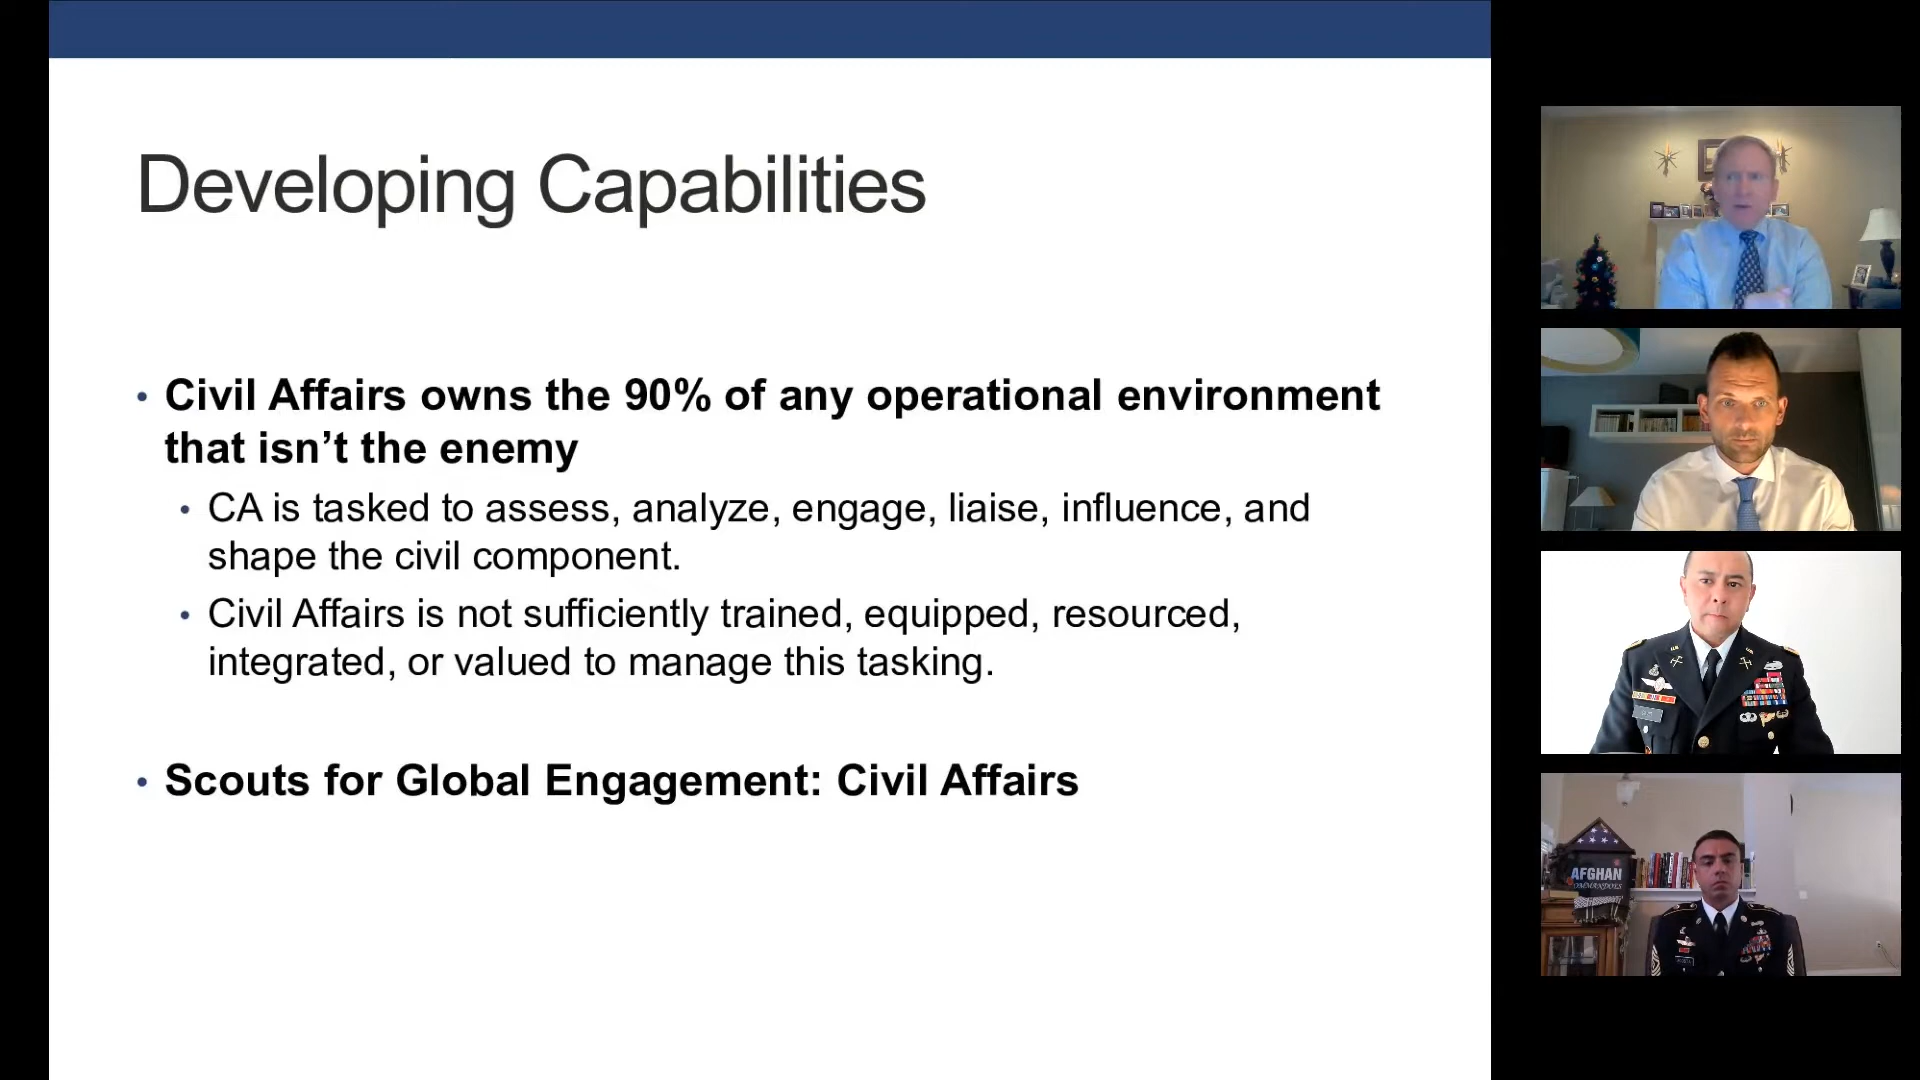 Developing Capabilities
• Civil Affairs owns the 90% of any operational environment
that isn’t the enemy
• CA is tasked to assess, analyze, engage, liaise, influence, and
shape the civil component.
• Civil Affairs is not sufficiently trained, equipped, resourced,
integrated, or valued to manage this tasking.
• Scouts for Global Engagement: Civil Affairs
AFGHAN
COMMANDOES